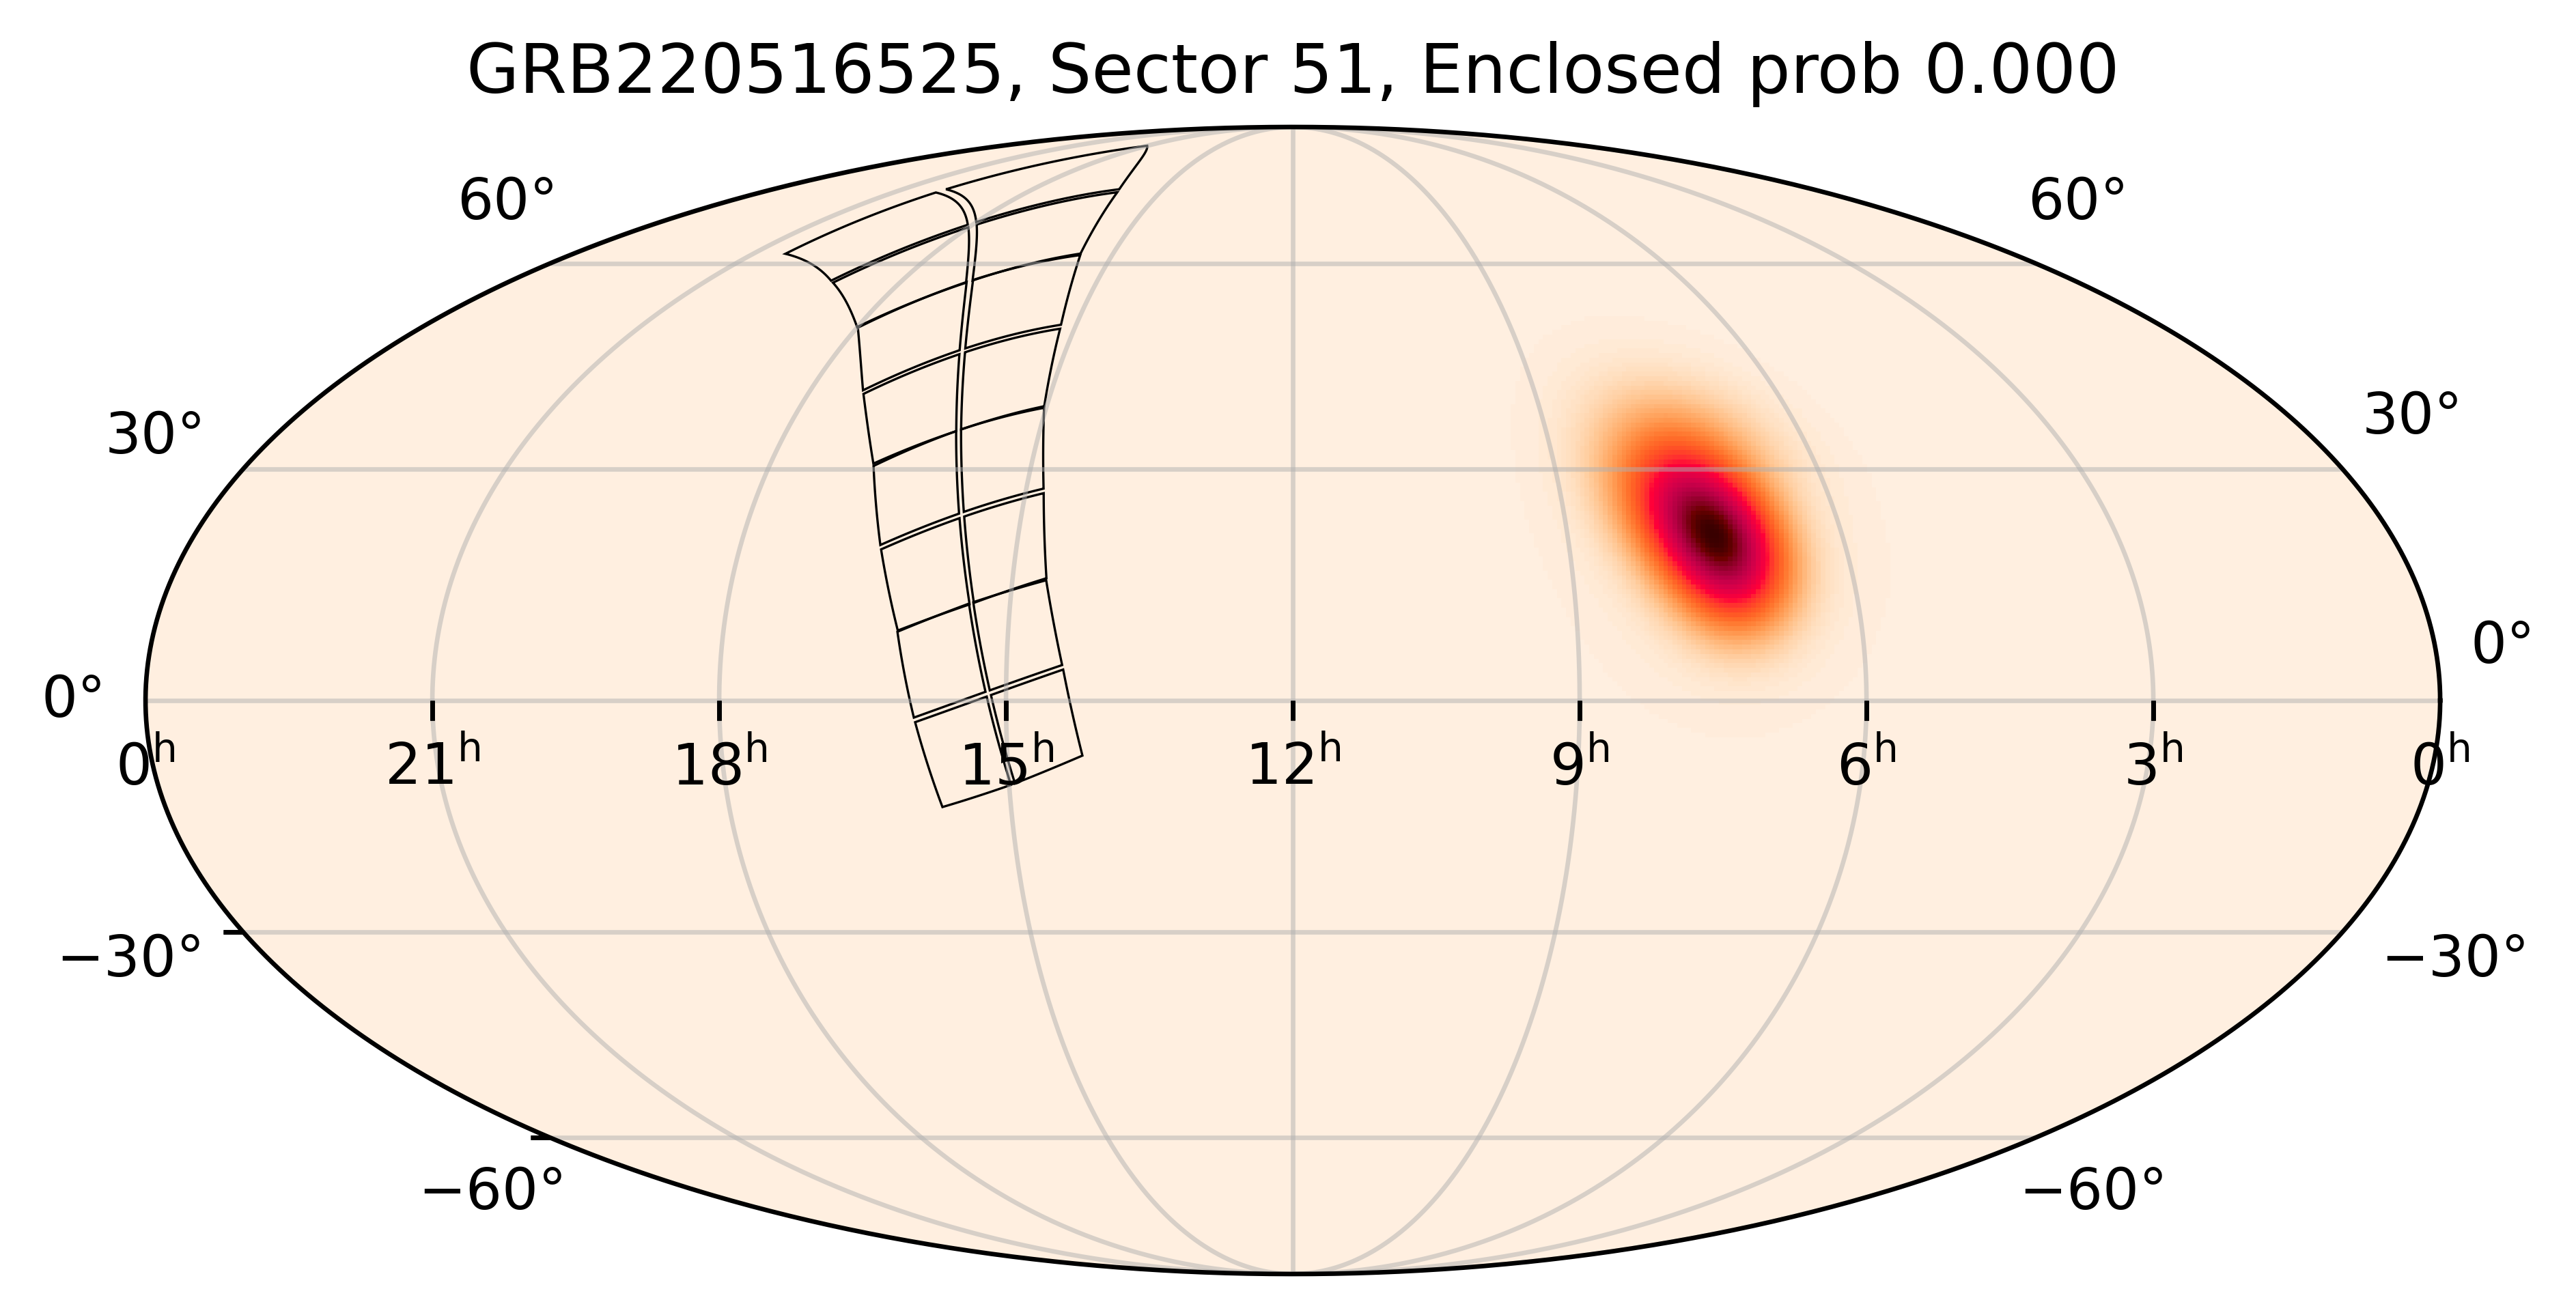 GRB220516525, Sector 51, Enclosed prob 0.000
60° 60°
30° 30°
0° 0°
0h 21h 18h 15h 12h 9h 6h 3h 0h
−30° −30°
−60° −60°